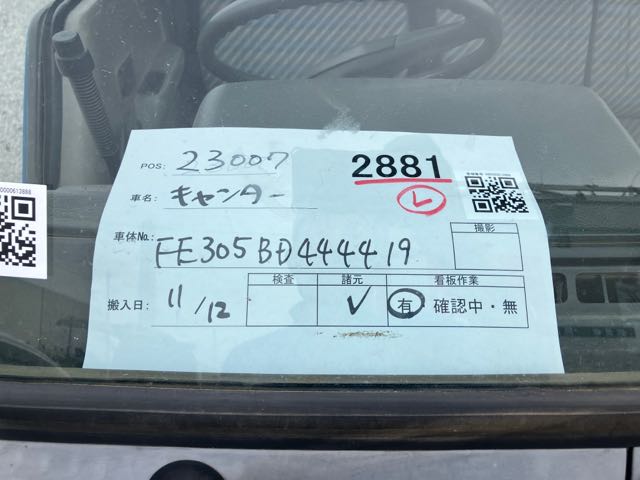 0000613888
POS: 23007
2881
レ
車名: キャンター
車体No.: FE305BD444419
撮影
検査 諸元 看板作業
搬入日: 11/12 ✓ 有 確認中・無